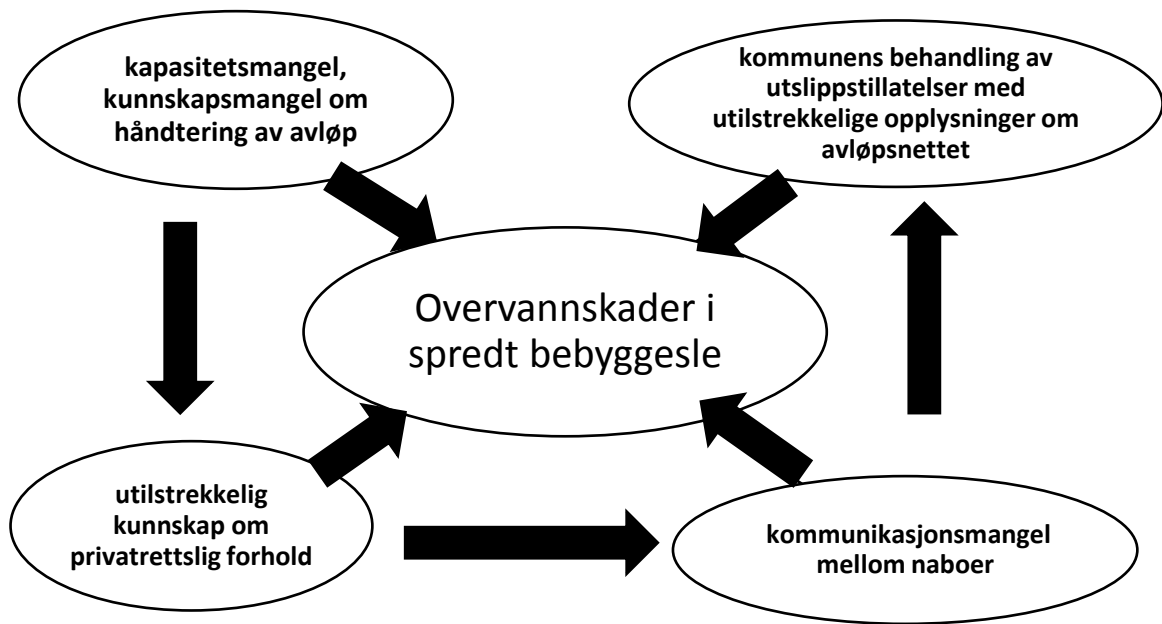 kapasitetsmangel,
kunnskapsmangel om
håndtering av avløp
kommunens behandling av
utslippstillatelser med
utilstrekkelige opplysninger om
avløpsnettet
Overvannskader i
spredt bebyggesle
utilstrekkelig
kunnskap om
privatrettslig forhold
kommunikasjonsmangel
mellom naboer